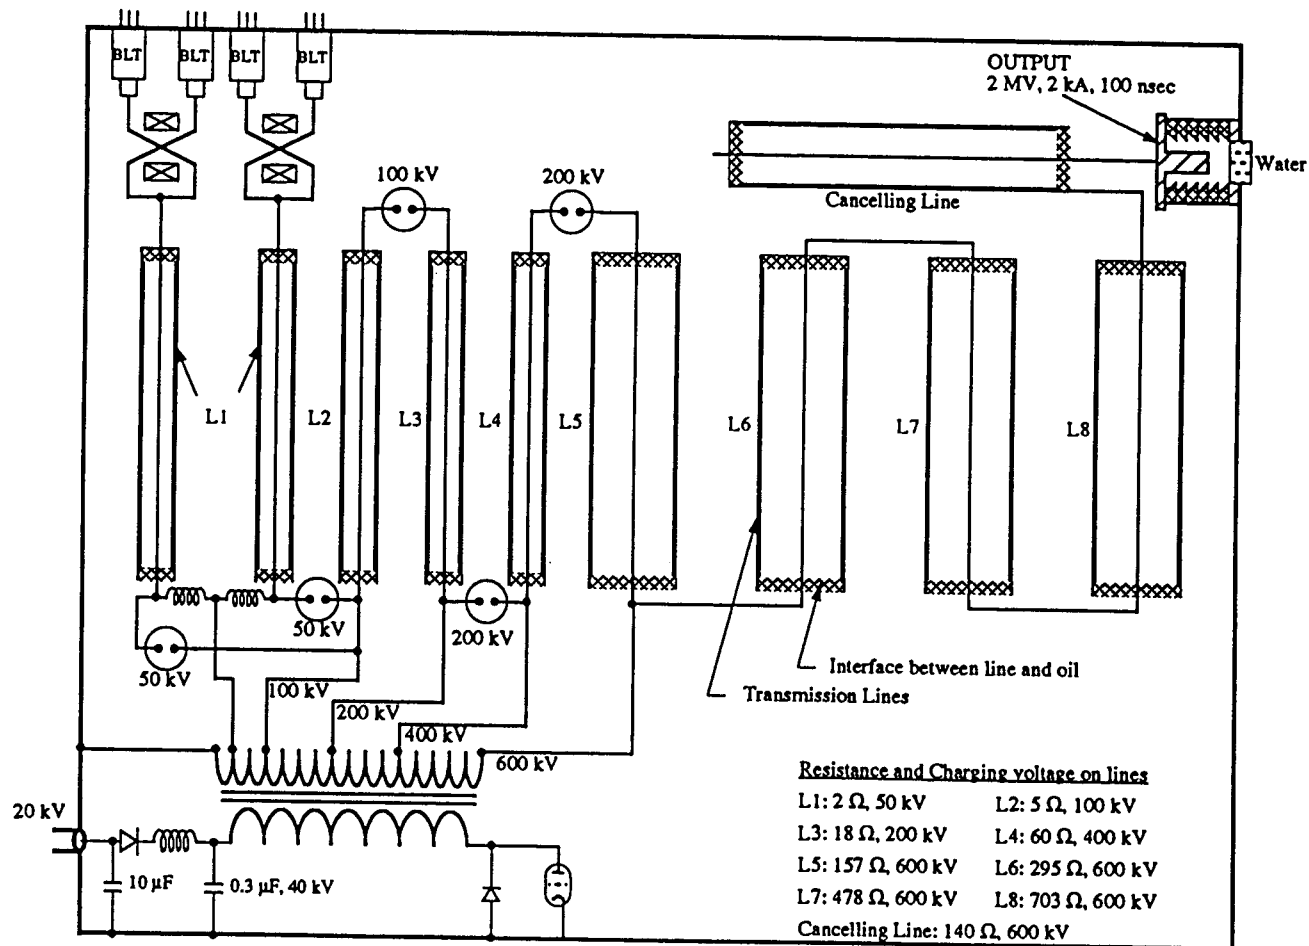 BLT BLT BLT BLT
OUTPUT
2 MV, 2 kA, 100 nsec
Water
100 kV
200 kV
Cancelling Line
L1
L2
L3
L4
L5
L6
L7
L8
50 kV
200 kV
50 kV
Interface between line and oil
Transmission Lines
100 kV
200 kV
400 kV
600 kV
20 kV
10 µF
0.3 µF, 40 kV
Resistance and Charging voltage on lines
L1: 2 Ω, 50 kV L2: 5 Ω, 100 kV
L3: 18 Ω, 200 kV L4: 60 Ω, 400 kV
L5: 157 Ω, 600 kV L6: 295 Ω, 600 kV
L7: 478 Ω, 600 kV L8: 703 Ω, 600 kV
Cancelling Line: 140 Ω, 600 kV